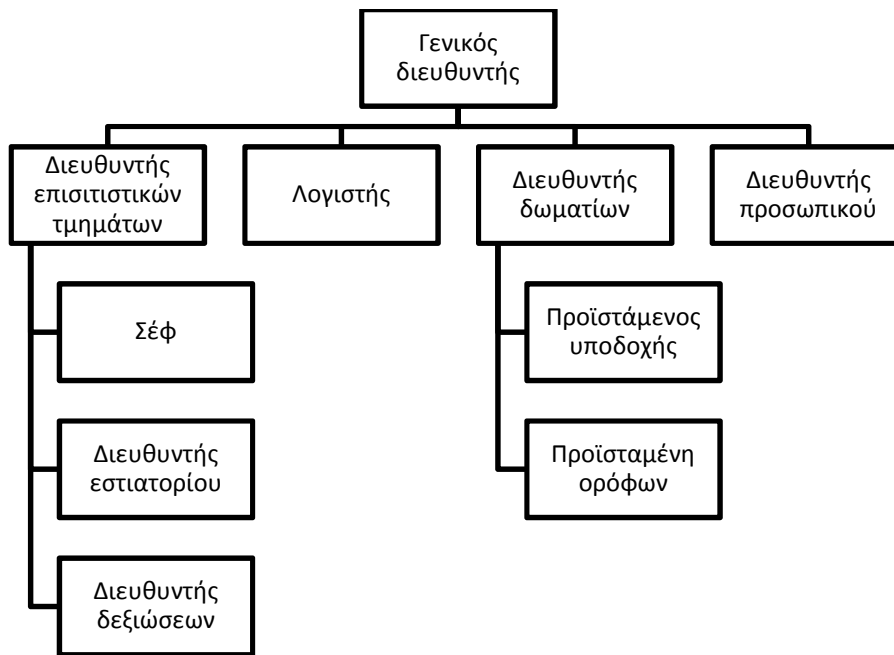 Γενικός
διευθυντής
Διευθυντής
επισιτιστικών
τμημάτων
Λογιστής
Διευθυντής
δωματίων
Διευθυντής
προσωπικού
Σέφ
Διευθυντής
εστιατορίου
Διευθυντής
δεξιώσεων
Προϊστάμενος
υποδοχής
Προϊσταμένη
ορόφων